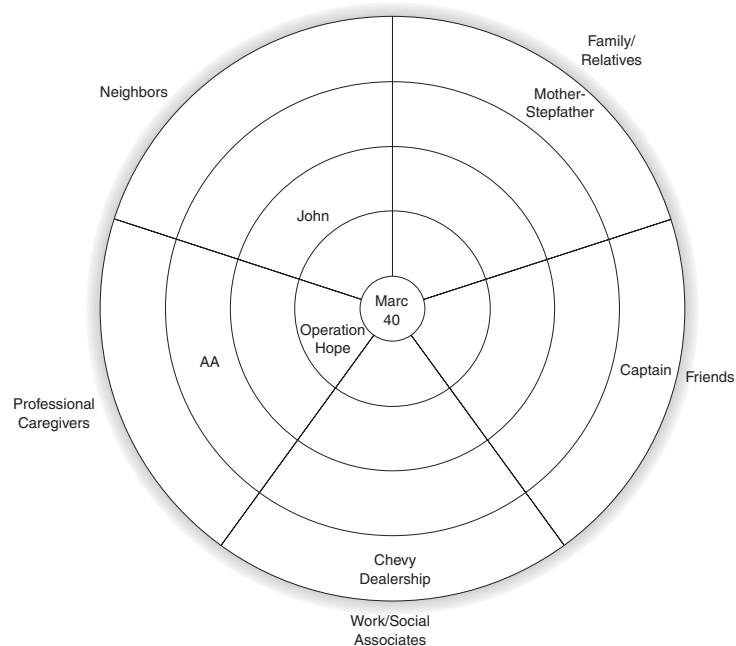 Family/
Relatives
Neighbors
Mother-
Stepfather
John
Marc
40
Operation
Hope
AA
Captain
Friends
Professional
Caregivers
Chevy
Dealership
Work/Social
Associates